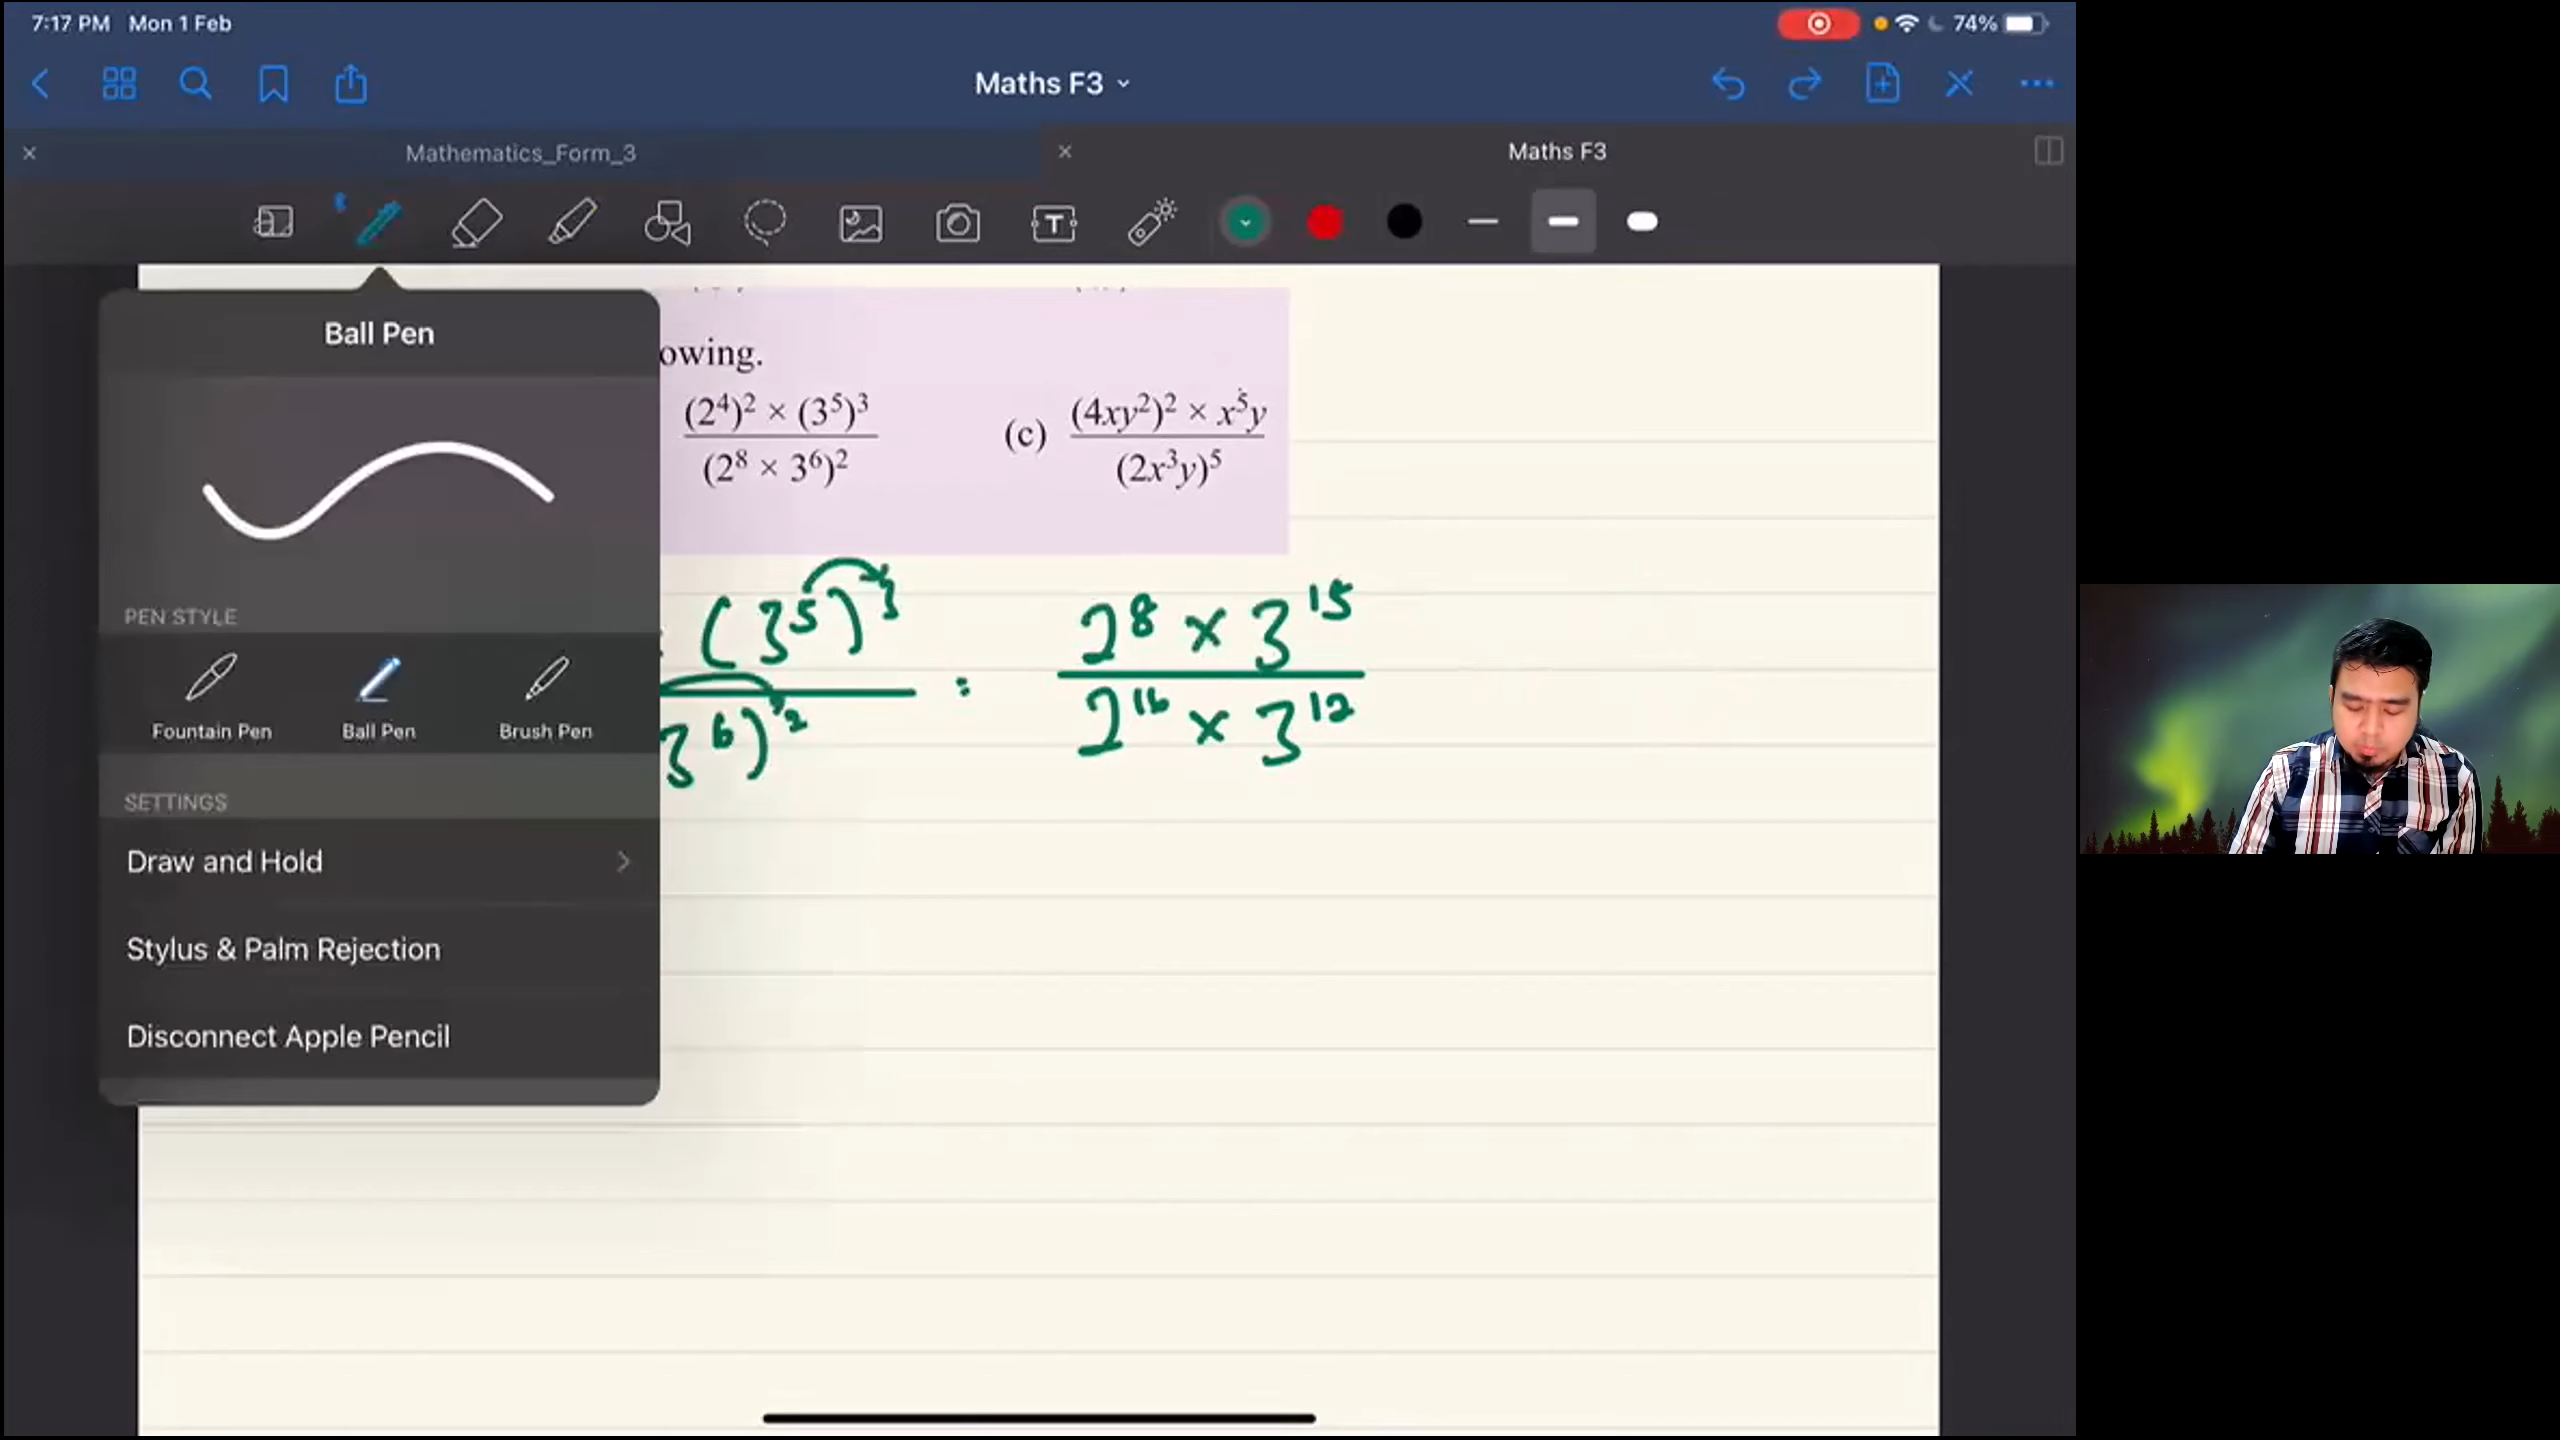 7:17 PM Mon 1 Feb
74%
Maths F3
Mathematics_Form_3
Maths F3
T
Ball Pen
PEN STYLE
Fountain Pen
Ball Pen
Brush Pen
SETTINGS
Draw and Hold
Stylus & Palm Rejection
Disconnect Apple Pencil
owing.
(2⁴)² × (3⁵)³
(2⁸ × 3⁶)²
(c) (4xy²)² × x⁵y
(2x³y)⁵
(3⁵)³
3⁶)²
=
2⁸ × 3¹⁵
2¹⁶ × 3¹²